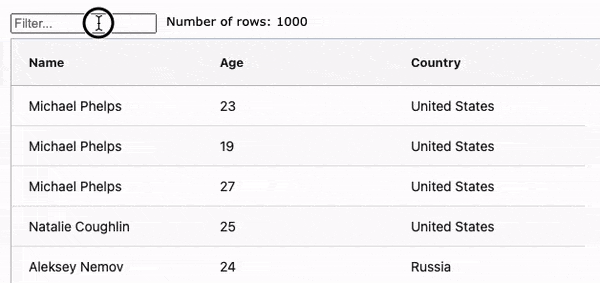 Filter... Number of rows: 1000
Name Age Country
Michael Phelps 23 United States
Michael Phelps 19 United States
Michael Phelps 27 United States
Natalie Coughlin 25 United States
Aleksey Nemov 24 Russia